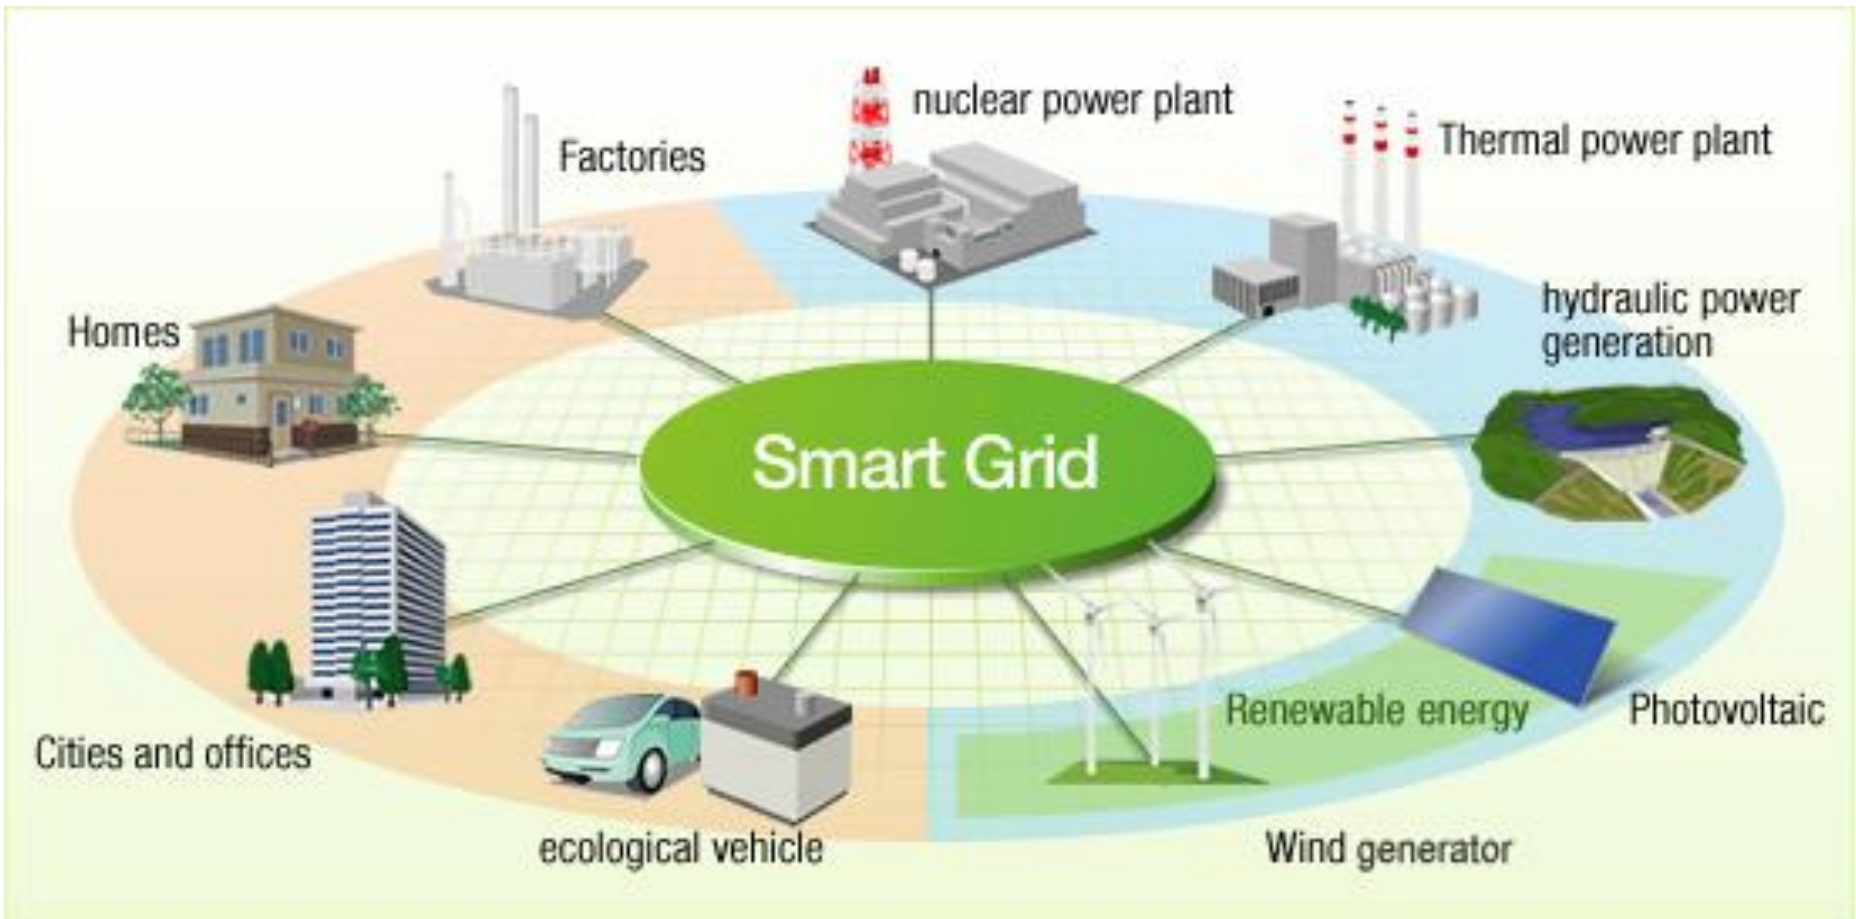 nuclear power plant
Thermal power plant
Factories
hydraulic power
generation
Homes
Smart Grid
Renewable energy
Photovoltaic
Cities and offices
ecological vehicle
Wind generator